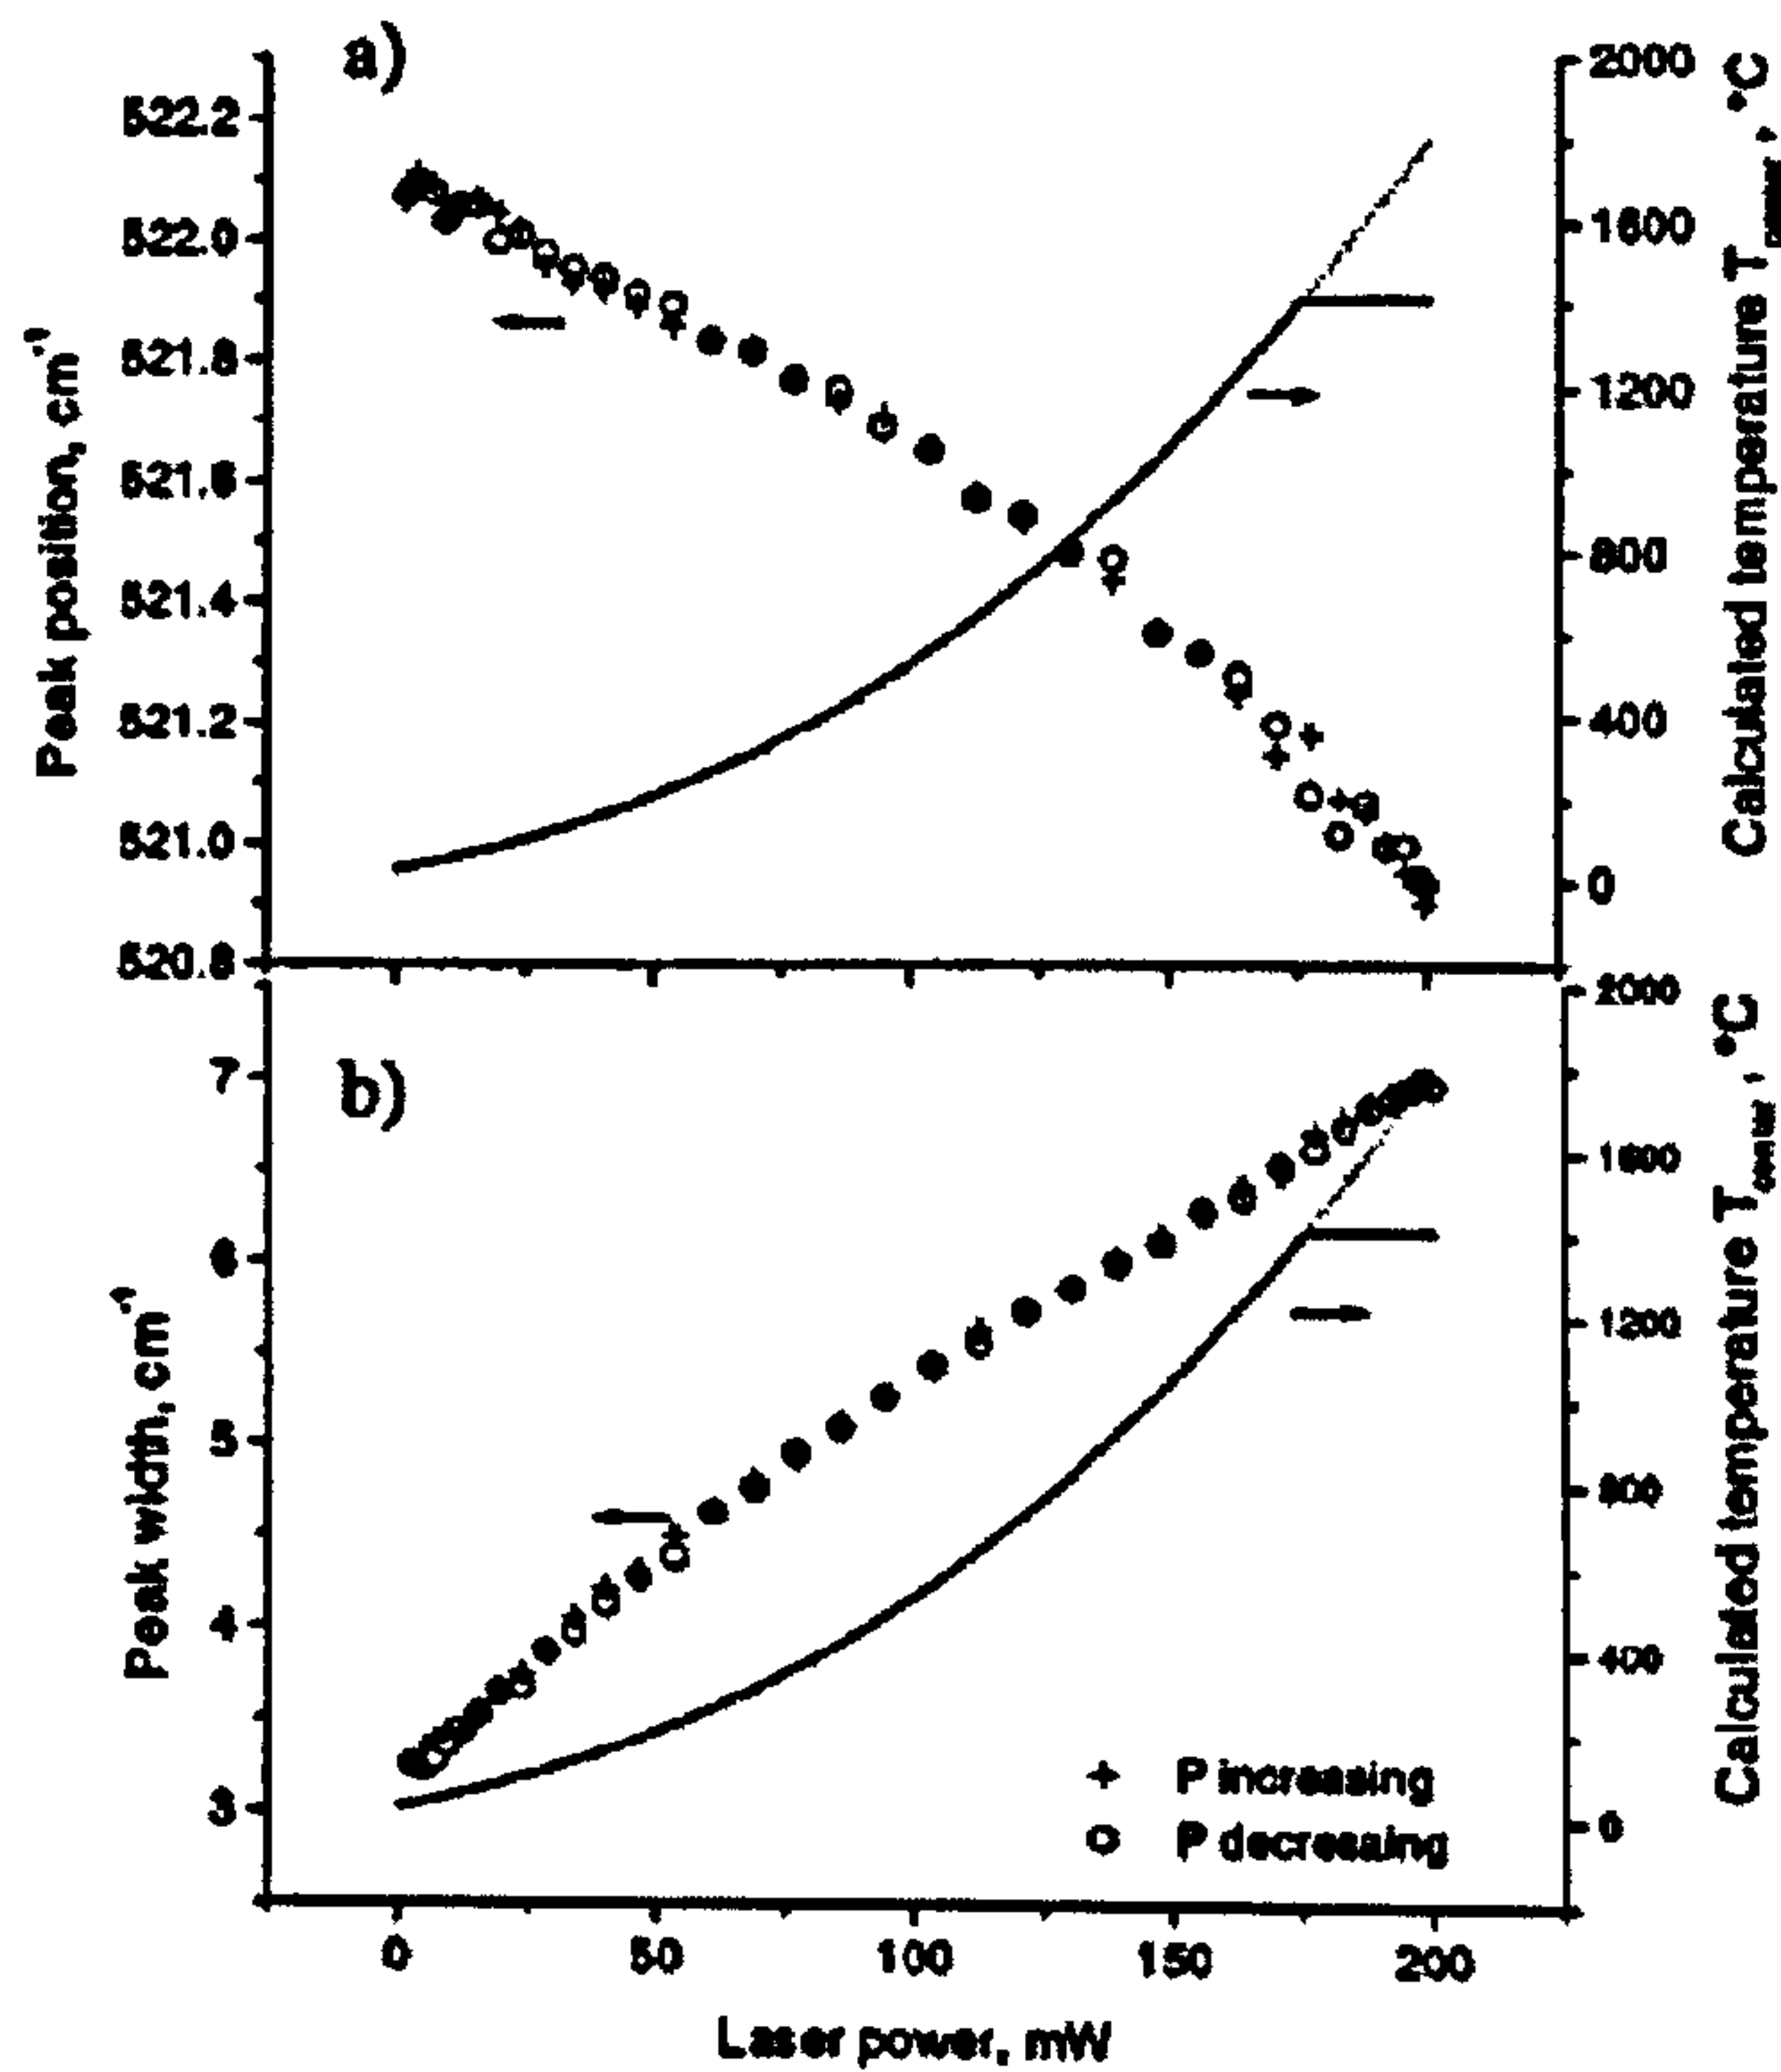 a)
522.2
522.0
521.8
521.6
521.4
521.2
521.0
520.8
Peak position, cm⁻¹
2000
1600
1200
800
400
0
Calculated temperature T , °C
b)
7
6
5
4
3
Peak width, cm⁻¹
2000
1600
1200
800
400
0
Calculated temperature T , °C
P increasing
P decreasing
0 50 100 150 200
Laser power, mW